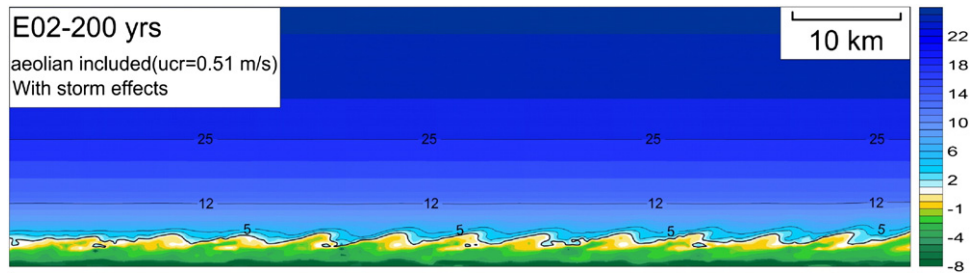 E02-200 yrs
aeolian included(ucr=0.51 m/s)
With storm effects
10 km
25 25 25 25
12 12 12 12
5 5 5 5
22
18
14
10
6
2
-1
-4
-8